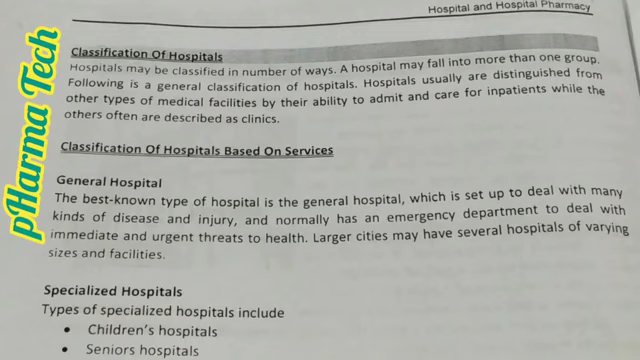 Hospital and Hospital Pharmacy
Classification Of Hospitals
Hospitals may be classified in number of ways. A hospital may fall into more than one group.
Following is a general classification of hospitals. Hospitals usually are distinguished from
other types of medical facilities by their ability to admit and care for inpatients while the
others often are described as clinics.
Classification Of Hospitals Based On Services
General Hospital
The best-known type of hospital is the general hospital, which is set up to deal with many
kinds of disease and injury, and normally has an emergency department to deal with
immediate and urgent threats to health. Larger cities may have several hospitals of varying
sizes and facilities.
Specialized Hospitals
Types of specialized hospitals include
• Children's hospitals
• Seniors hospitals
pHarma Tech